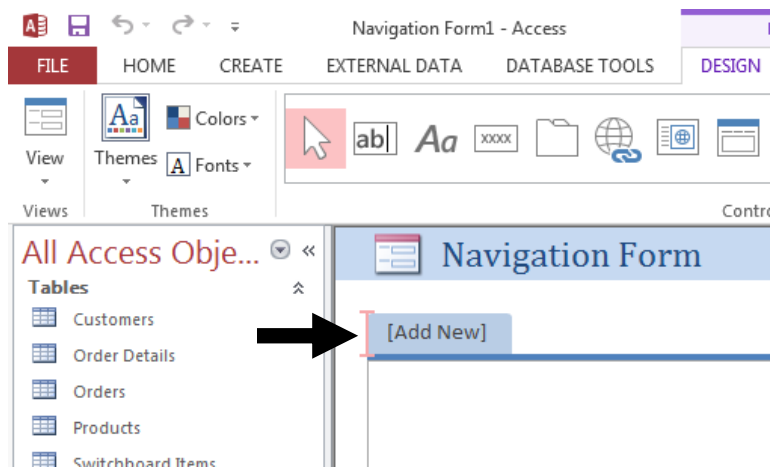 Navigation Form1 - Access
FILE HOME CREATE EXTERNAL DATA DATABASE TOOLS DESIGN
Aa Colors ab Aa xxxx
View Themes A Fonts
Views Themes
All Access Obje... « Navigation Form
Tables
Customers
[Add New]
Order Details
Orders
Products
Switchboard Items